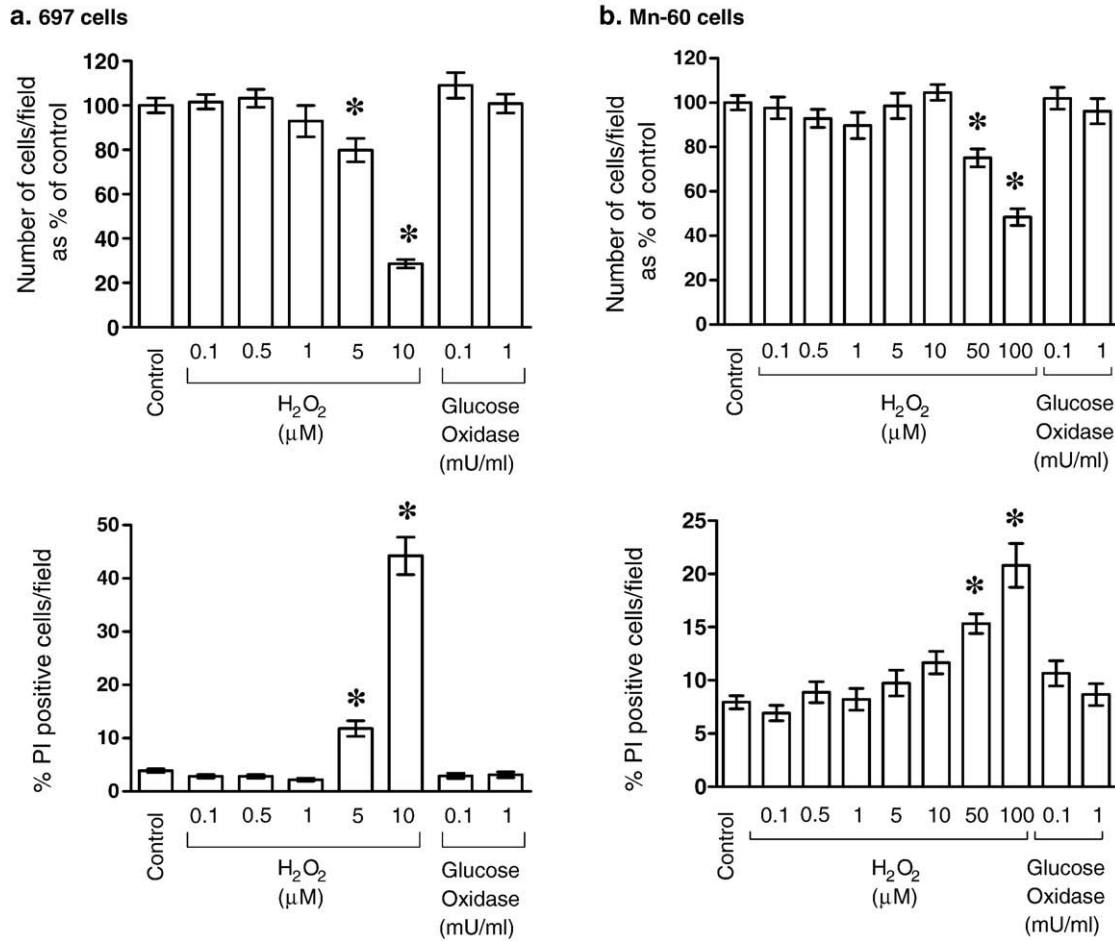 a. 697 cells
Number of cells/field
as % of control
120
100
80
60
40
20
0
*
*
Control
0.1 0.5 1 5 10 0.1 1
H₂O₂
(μM)
Glucose
Oxidase
(mU/ml)
% PI positive cells/field
50
40
30
20
10
0
*
*
Control
0.1 0.5 1 5 10 0.1 1
H₂O₂
(μM)
Glucose
Oxidase
(mU/ml)
b. Mn-60 cells
Number of cells/field
as % of control
120
100
80
60
40
20
0
*
*
Control
0.1 0.5 1 5 10 50 100 0.1 1
H₂O₂
(μM)
Glucose
Oxidase
(mU/ml)
% PI positive cells/field
25
20
15
10
5
0
*
*
Control
0.1 0.5 1 5 10 50 100 0.1 1
H₂O₂
(μM)
Glucose
Oxidase
(mU/ml)